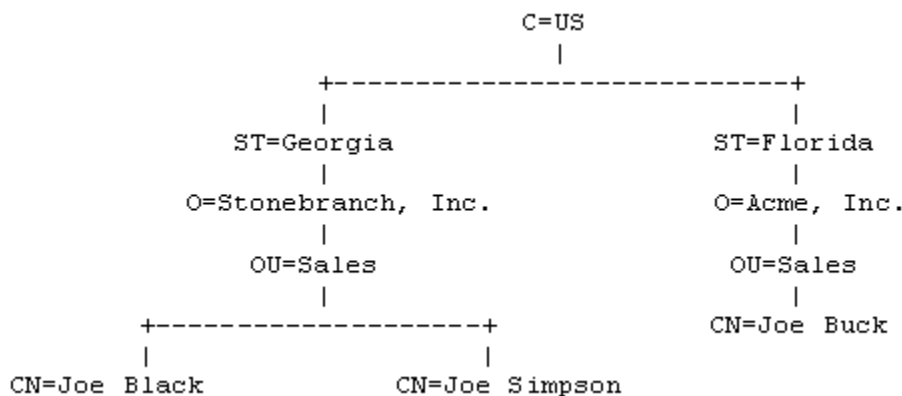 C=US
|
+-----------------------------+
| |
ST=Georgia ST=Florida
| |
O=Stonebranch, Inc. O=Acme, Inc.
| |
OU=Sales OU=Sales
| |
+--------------------+ CN=Joe Buck
| |
CN=Joe Black CN=Joe Simpson